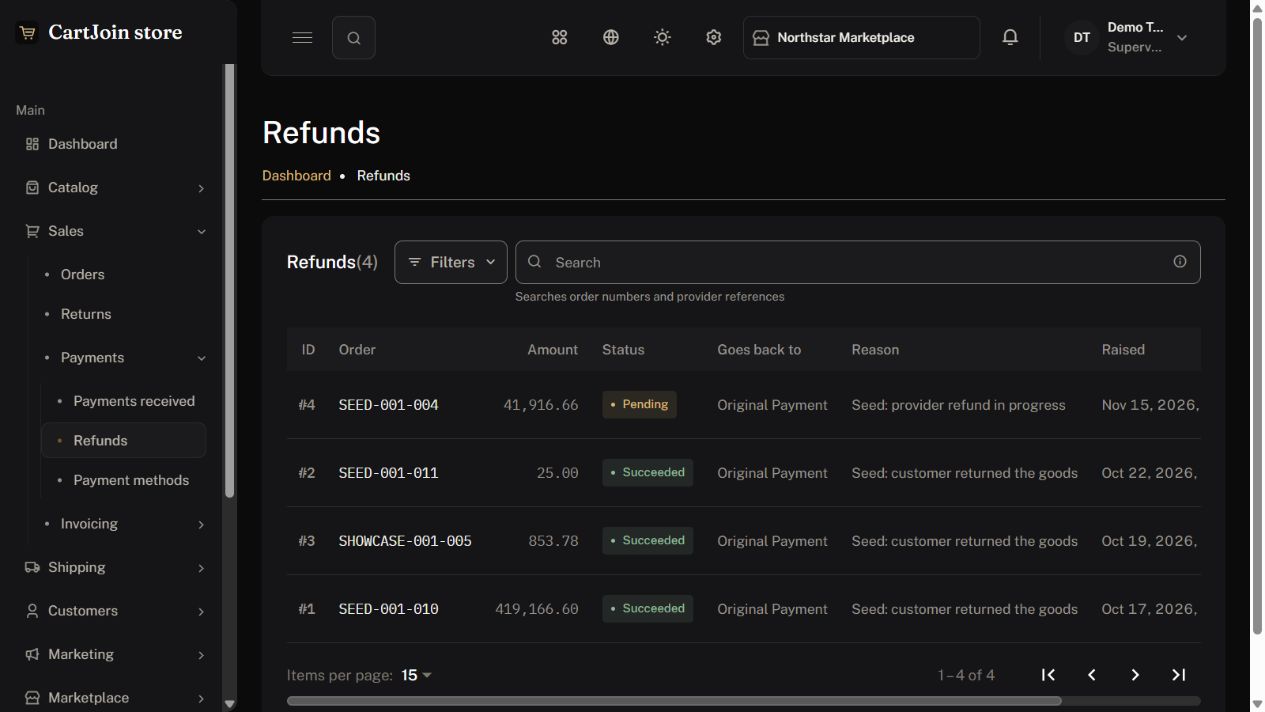 CartJoin store
Northstar Marketplace
DT
Demo T...
Superv...
Main
Dashboard
Catalog
Sales
Orders
Returns
Payments
Payments received
Refunds
Payment methods
Invoicing
Shipping
Customers
Marketing
Marketplace
Refunds
Dashboard • Refunds
Refunds(4)
Filters
Search
Searches order numbers and provider references
ID Order Amount Status Goes back to Reason Raised
#4 SEED-001-004 41,916.66 • Pending Original Payment Seed: provider refund in progress Nov 15, 2026,
#2 SEED-001-011 25.00 • Succeeded Original Payment Seed: customer returned the goods Oct 22, 2026,
#3 SHOWCASE-001-005 853.78 • Succeeded Original Payment Seed: customer returned the goods Oct 19, 2026,
#1 SEED-001-010 419,166.60 • Succeeded Original Payment Seed: customer returned the goods Oct 17, 2026,
Items per page: 15
1–4 of 4